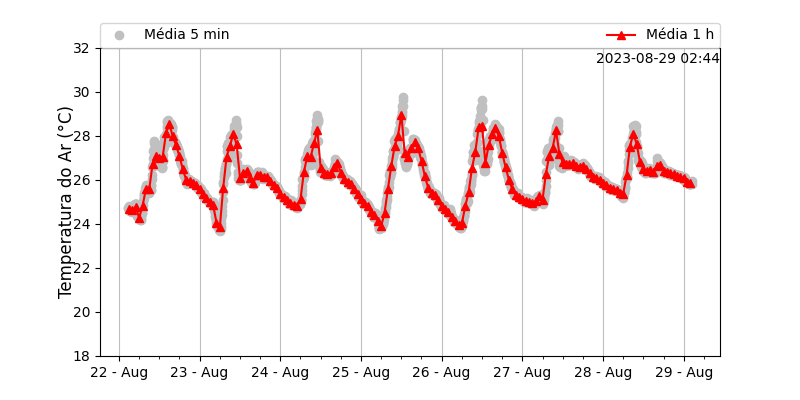 Média 5 min
Média 1 h
2023-08-29 02:44
Temperatura do Ar (°C)
32
30
28
26
24
22
20
18
22 - Aug
23 - Aug
24 - Aug
25 - Aug
26 - Aug
27 - Aug
28 - Aug
29 - Aug